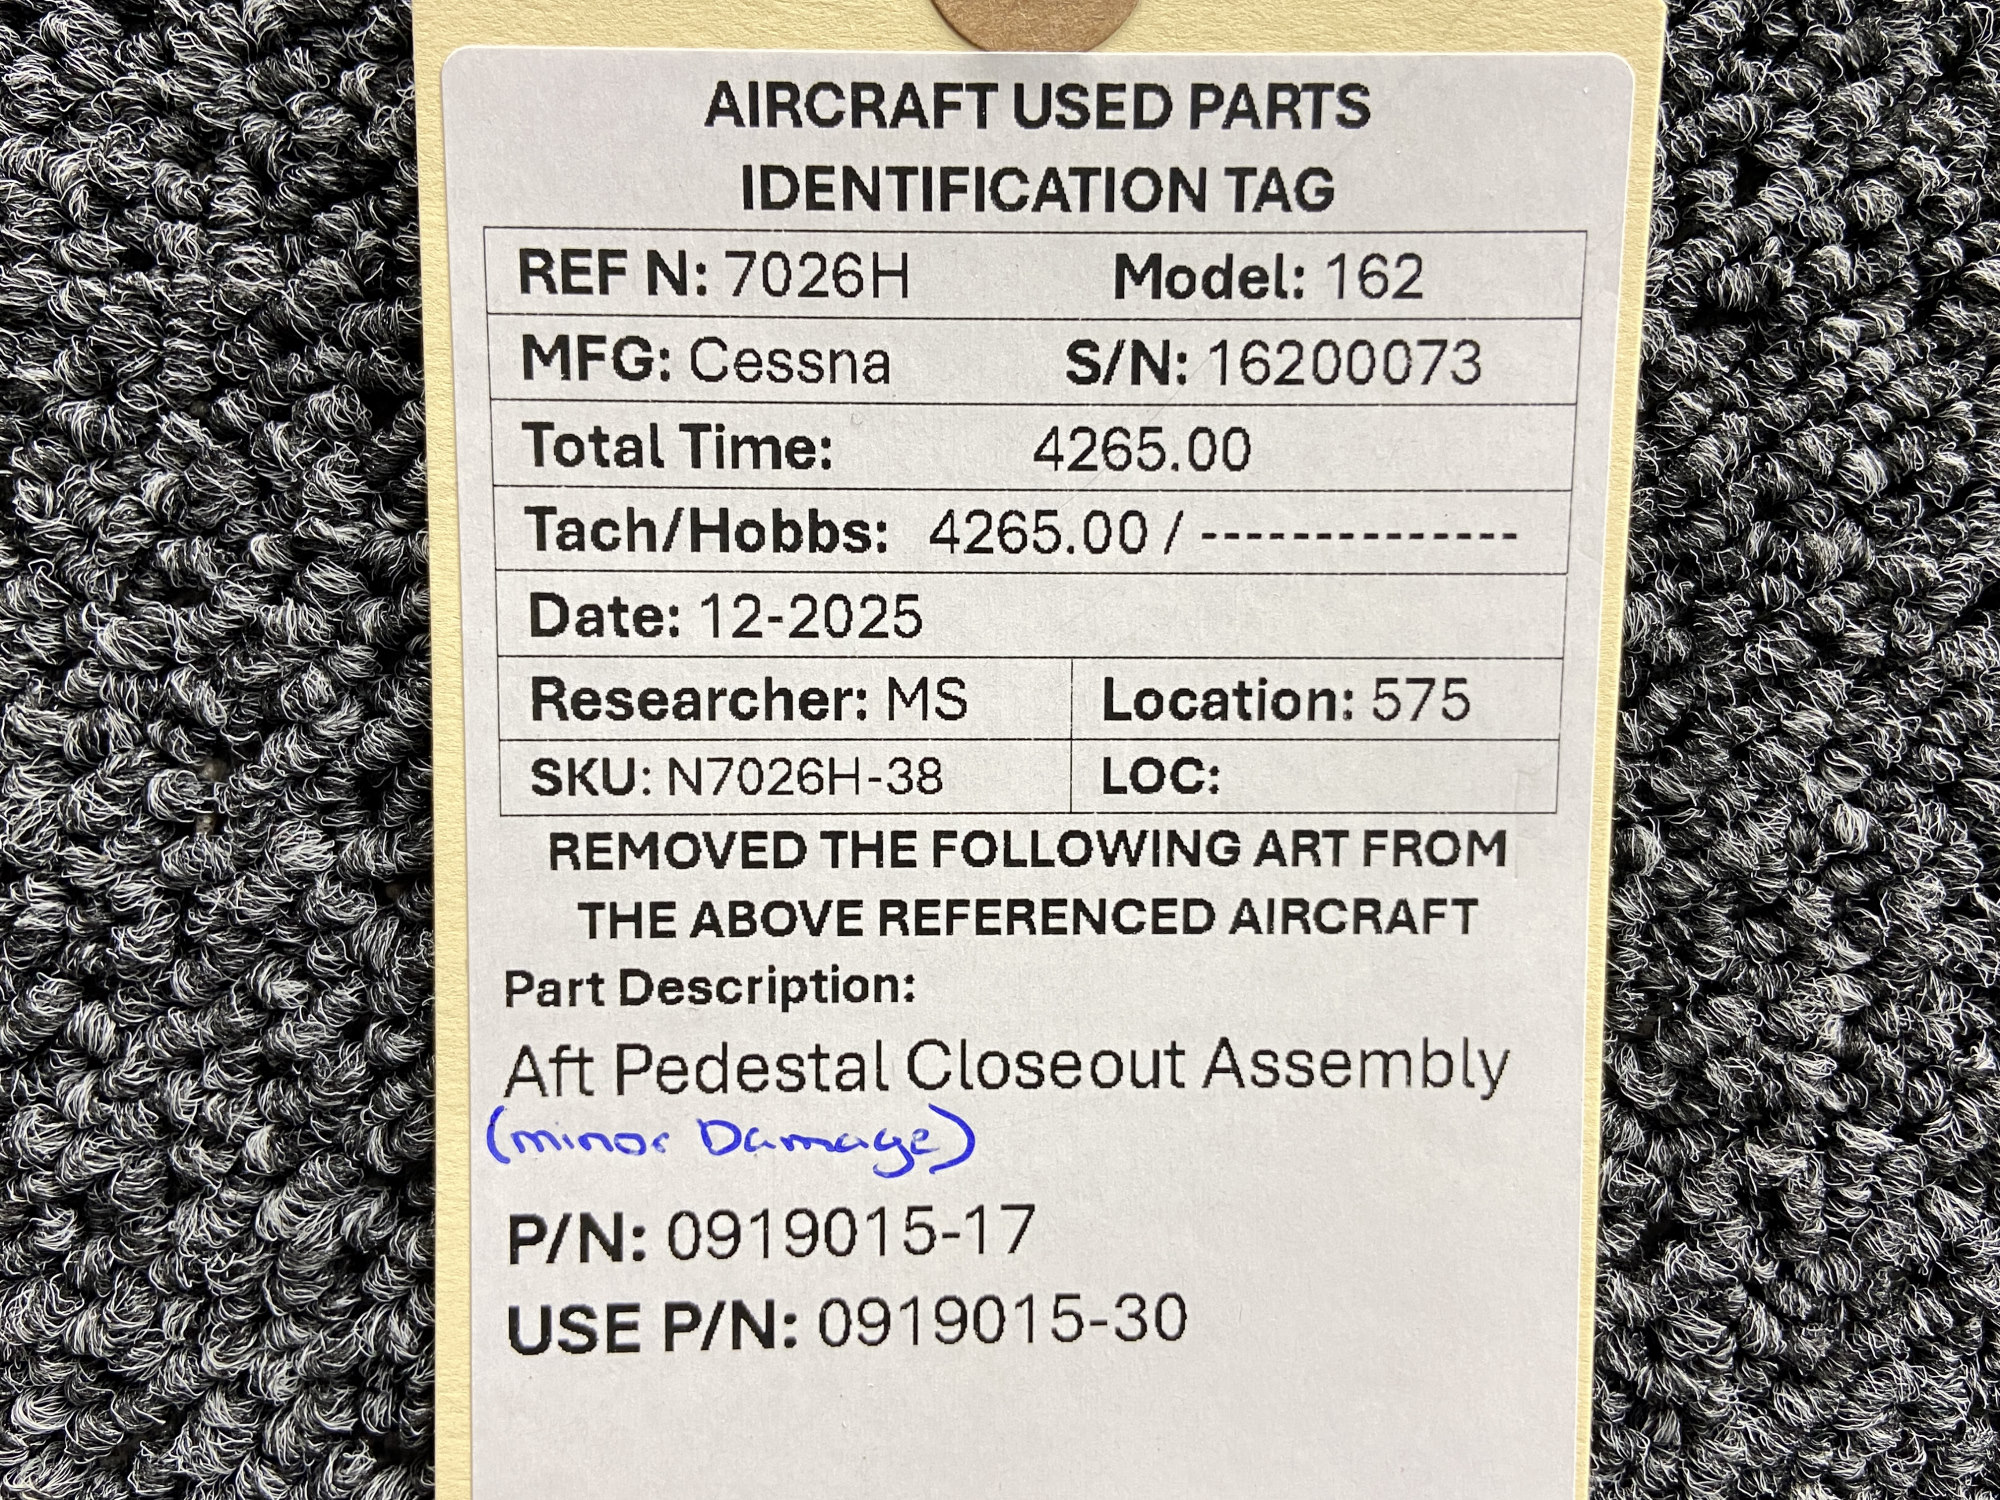 AIRCRAFT USED PARTS
IDENTIFICATION TAG
REF N: 7026H Model: 162
MFG: Cessna S/N: 16200073
Total Time: 4265.00
Tach/Hobbs: 4265.00 / --------------
Date: 12-2025
Researcher: MS Location: 575
SKU: N7026H-38 LOC:
REMOVED THE FOLLOWING ART FROM
THE ABOVE REFERENCED AIRCRAFT
Part Description:
Aft Pedestal Closeout Assembly
(minor Damage)
P/N: 0919015-17
USE P/N: 0919015-30